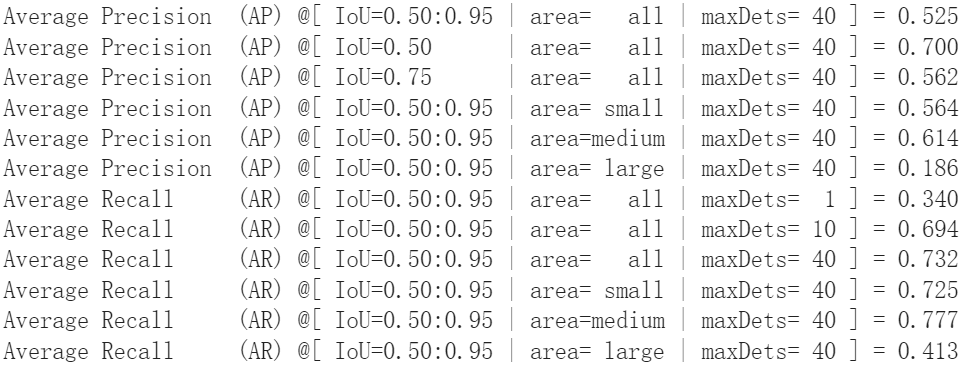 Average Precision  (AP) @[ IoU=0.50:0.95 | area=   all | maxDets= 40 ] = 0.525
Average Precision  (AP) @[ IoU=0.50      | area=   all | maxDets= 40 ] = 0.700
Average Precision  (AP) @[ IoU=0.75      | area=   all | maxDets= 40 ] = 0.562
Average Precision  (AP) @[ IoU=0.50:0.95 | area= small | maxDets= 40 ] = 0.564
Average Precision  (AP) @[ IoU=0.50:0.95 | area=medium | maxDets= 40 ] = 0.614
Average Precision  (AP) @[ IoU=0.50:0.95 | area= large | maxDets= 40 ] = 0.186
Average Recall     (AR) @[ IoU=0.50:0.95 | area=   all | maxDets=  1 ] = 0.340
Average Recall     (AR) @[ IoU=0.50:0.95 | area=   all | maxDets= 10 ] = 0.694
Average Recall     (AR) @[ IoU=0.50:0.95 | area=   all | maxDets= 40 ] = 0.732
Average Recall     (AR) @[ IoU=0.50:0.95 | area= small | maxDets= 40 ] = 0.725
Average Recall     (AR) @[ IoU=0.50:0.95 | area=medium | maxDets= 40 ] = 0.777
Average Recall     (AR) @[ IoU=0.50:0.95 | area= large | maxDets= 40 ] = 0.413